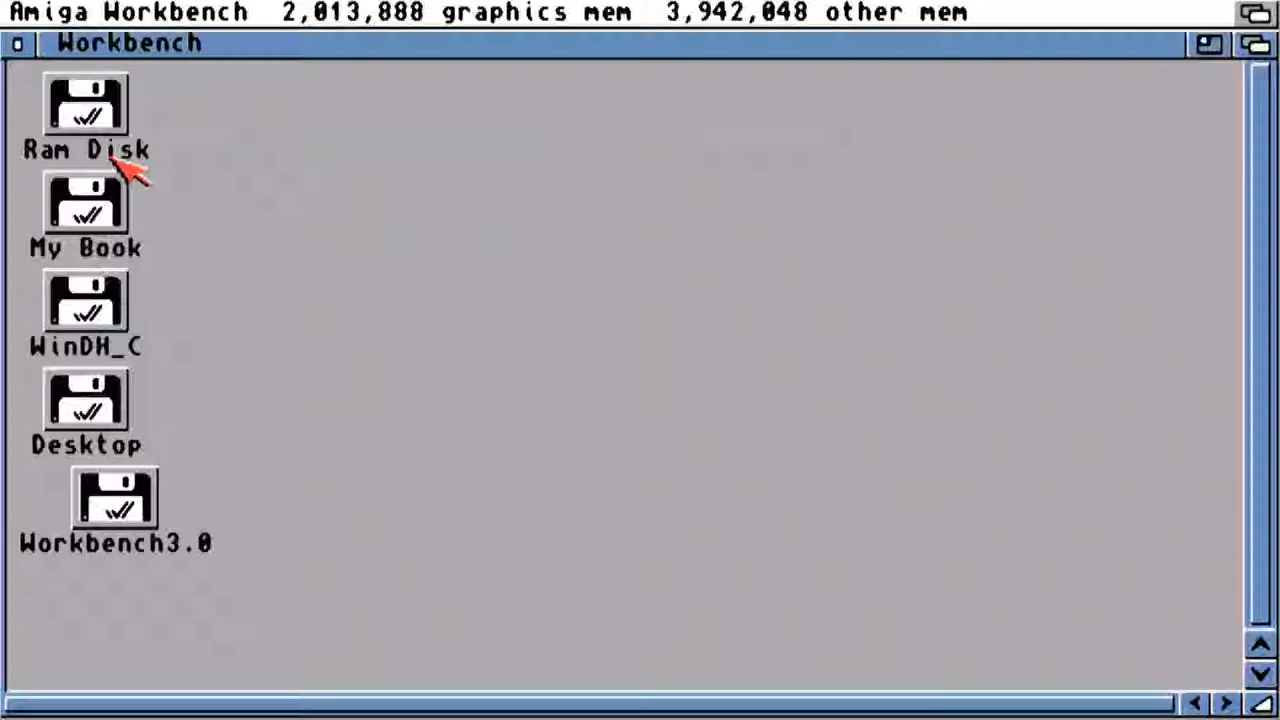 Amiga Workbench  2,013,888 graphics mem  3,942,048 other mem
Workbench
Ram Disk
My Book
WinDH_C
Desktop
Workbench3.0